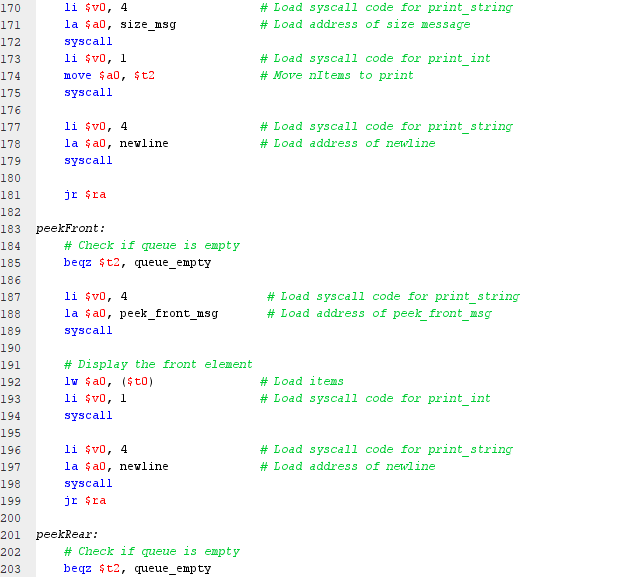 170 li $v0, 4 # Load syscall code for print_string
171 la $a0, size_msg # Load address of size message
172 syscall
173 li $v0, 1 # Load syscall code for print_int
174 move $a0, $t2 # Move nItems to print
175 syscall
176
177 li $v0, 4 # Load syscall code for print_string
178 la $a0, newline # Load address of newline
179 syscall
180
181 jr $ra
182
183 peekFront:
184 # Check if queue is empty
185 beqz $t2, queue_empty
186
187 li $v0, 4 # Load syscall code for print_string
188 la $a0, peek_front_msg # Load address of peek_front_msg
189 syscall
190
191 # Display the front element
192 lw $a0, ($t0) # Load items
193 li $v0, 1 # Load syscall code for print_int
194 syscall
195
196 li $v0, 4 # Load syscall code for print_string
197 la $a0, newline # Load address of newline
198 syscall
199 jr $ra
200
201 peekRear:
202 # Check if queue is empty
203 beqz $t2, queue_empty